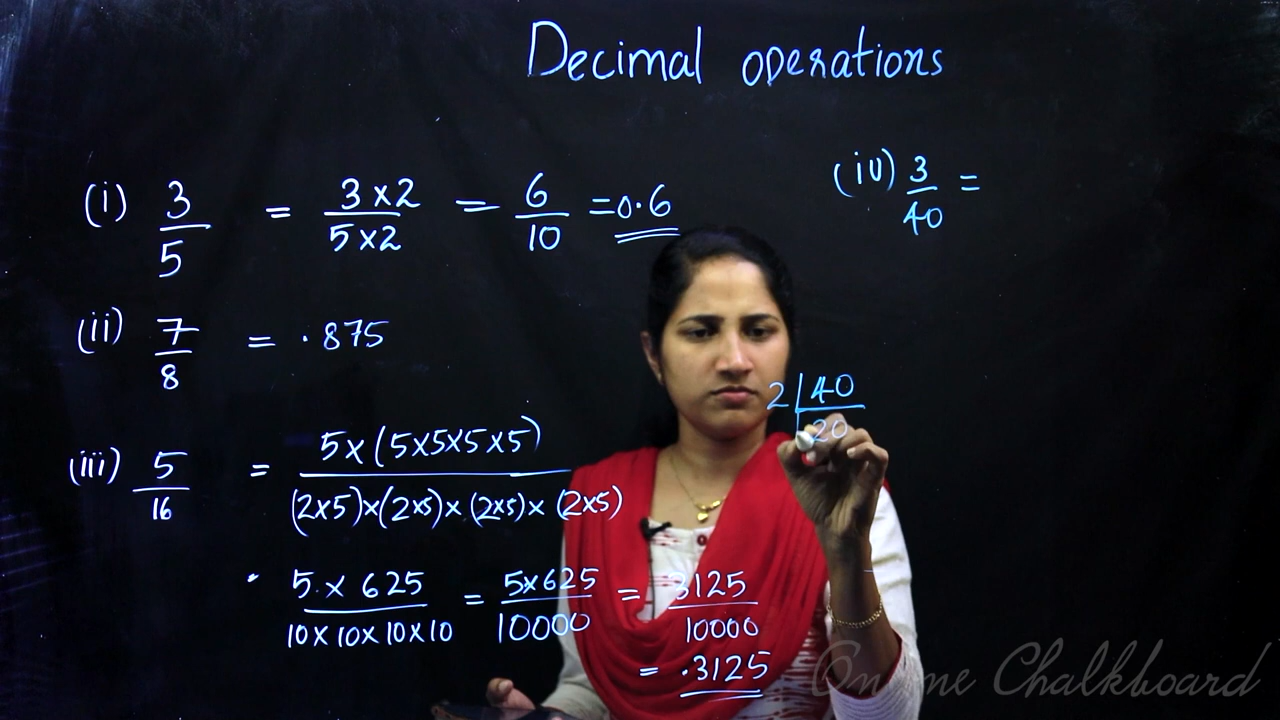 Decimal operations
(i) 3/5 = 3 × 2 / 5 × 2 = 6/10 = 0.6
(ii) 7/8 = .875
(iii) 5/16 = 5 × (5×5×5×5) / (2×5)×(2×5)×(2×5)×(2×5)
5 × 625 / 10×10×10×10 = 5×625 / 10000 = 3125 / 10000
= .3125
(iv) 3/40 =
2 | 40
20
Online Chalkboard